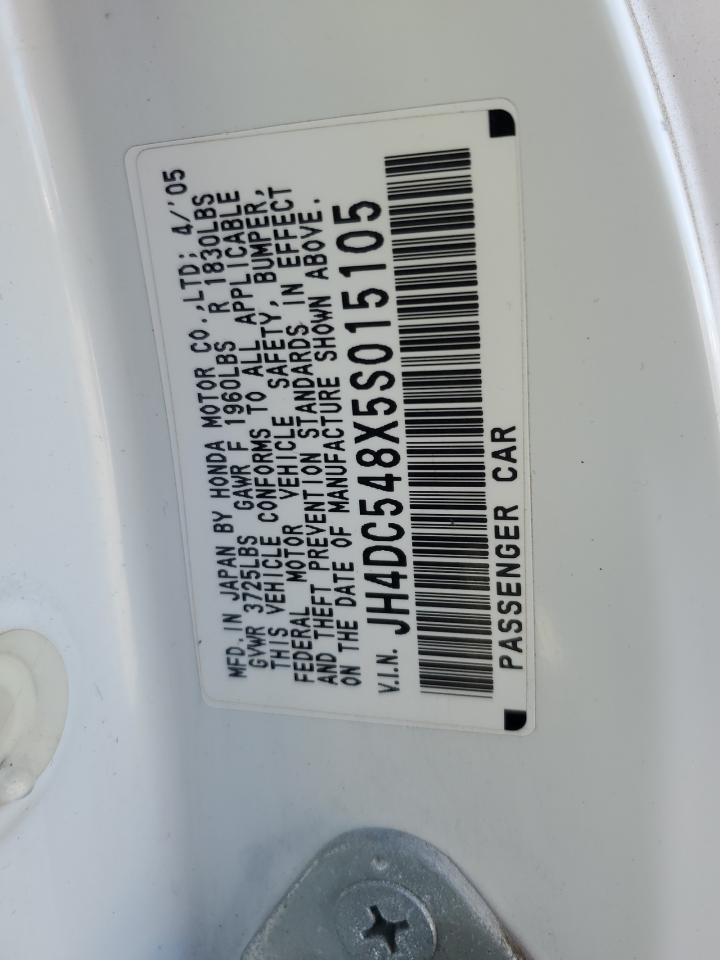 MFD. IN JAPAN BY HONDA MOTOR CO., LTD; 4/'05
GVWR 3725LBS GAWR F 1960LBS R 1830LBS
THIS VEHICLE CONFORMS TO ALL APPLICABLE
FEDERAL MOTOR VEHICLE SAFETY, BUMPER,
AND THEFT PREVENTION STANDARDS IN EFFECT
ON THE DATE OF MANUFACTURE SHOWN ABOVE.
V.I.N. JH4DC548X5S015105
PASSENGER CAR